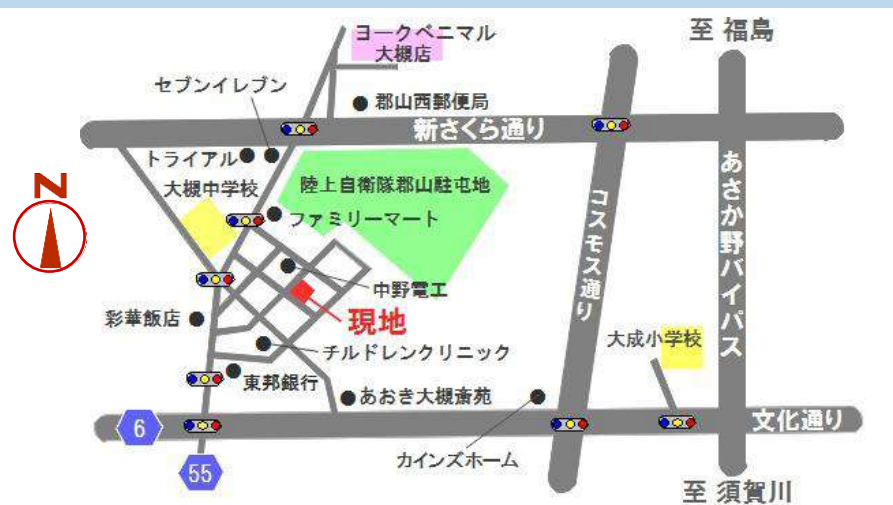 ヨークベニマル
大槻店
至 福島
セブンイレブン
郡山西郵便局
新さくら通り
トライアル
大槻中学校
陸上自衛隊郡山駐屯地
ファミリーマート
N
コスモス通り
あさか野バイパス
中野電工
現地
彩華飯店
大成小学校
チルドレンクリニック
東邦銀行
あおき大槻斎苑
6
文化通り
カインズホーム
55
至 須賀川